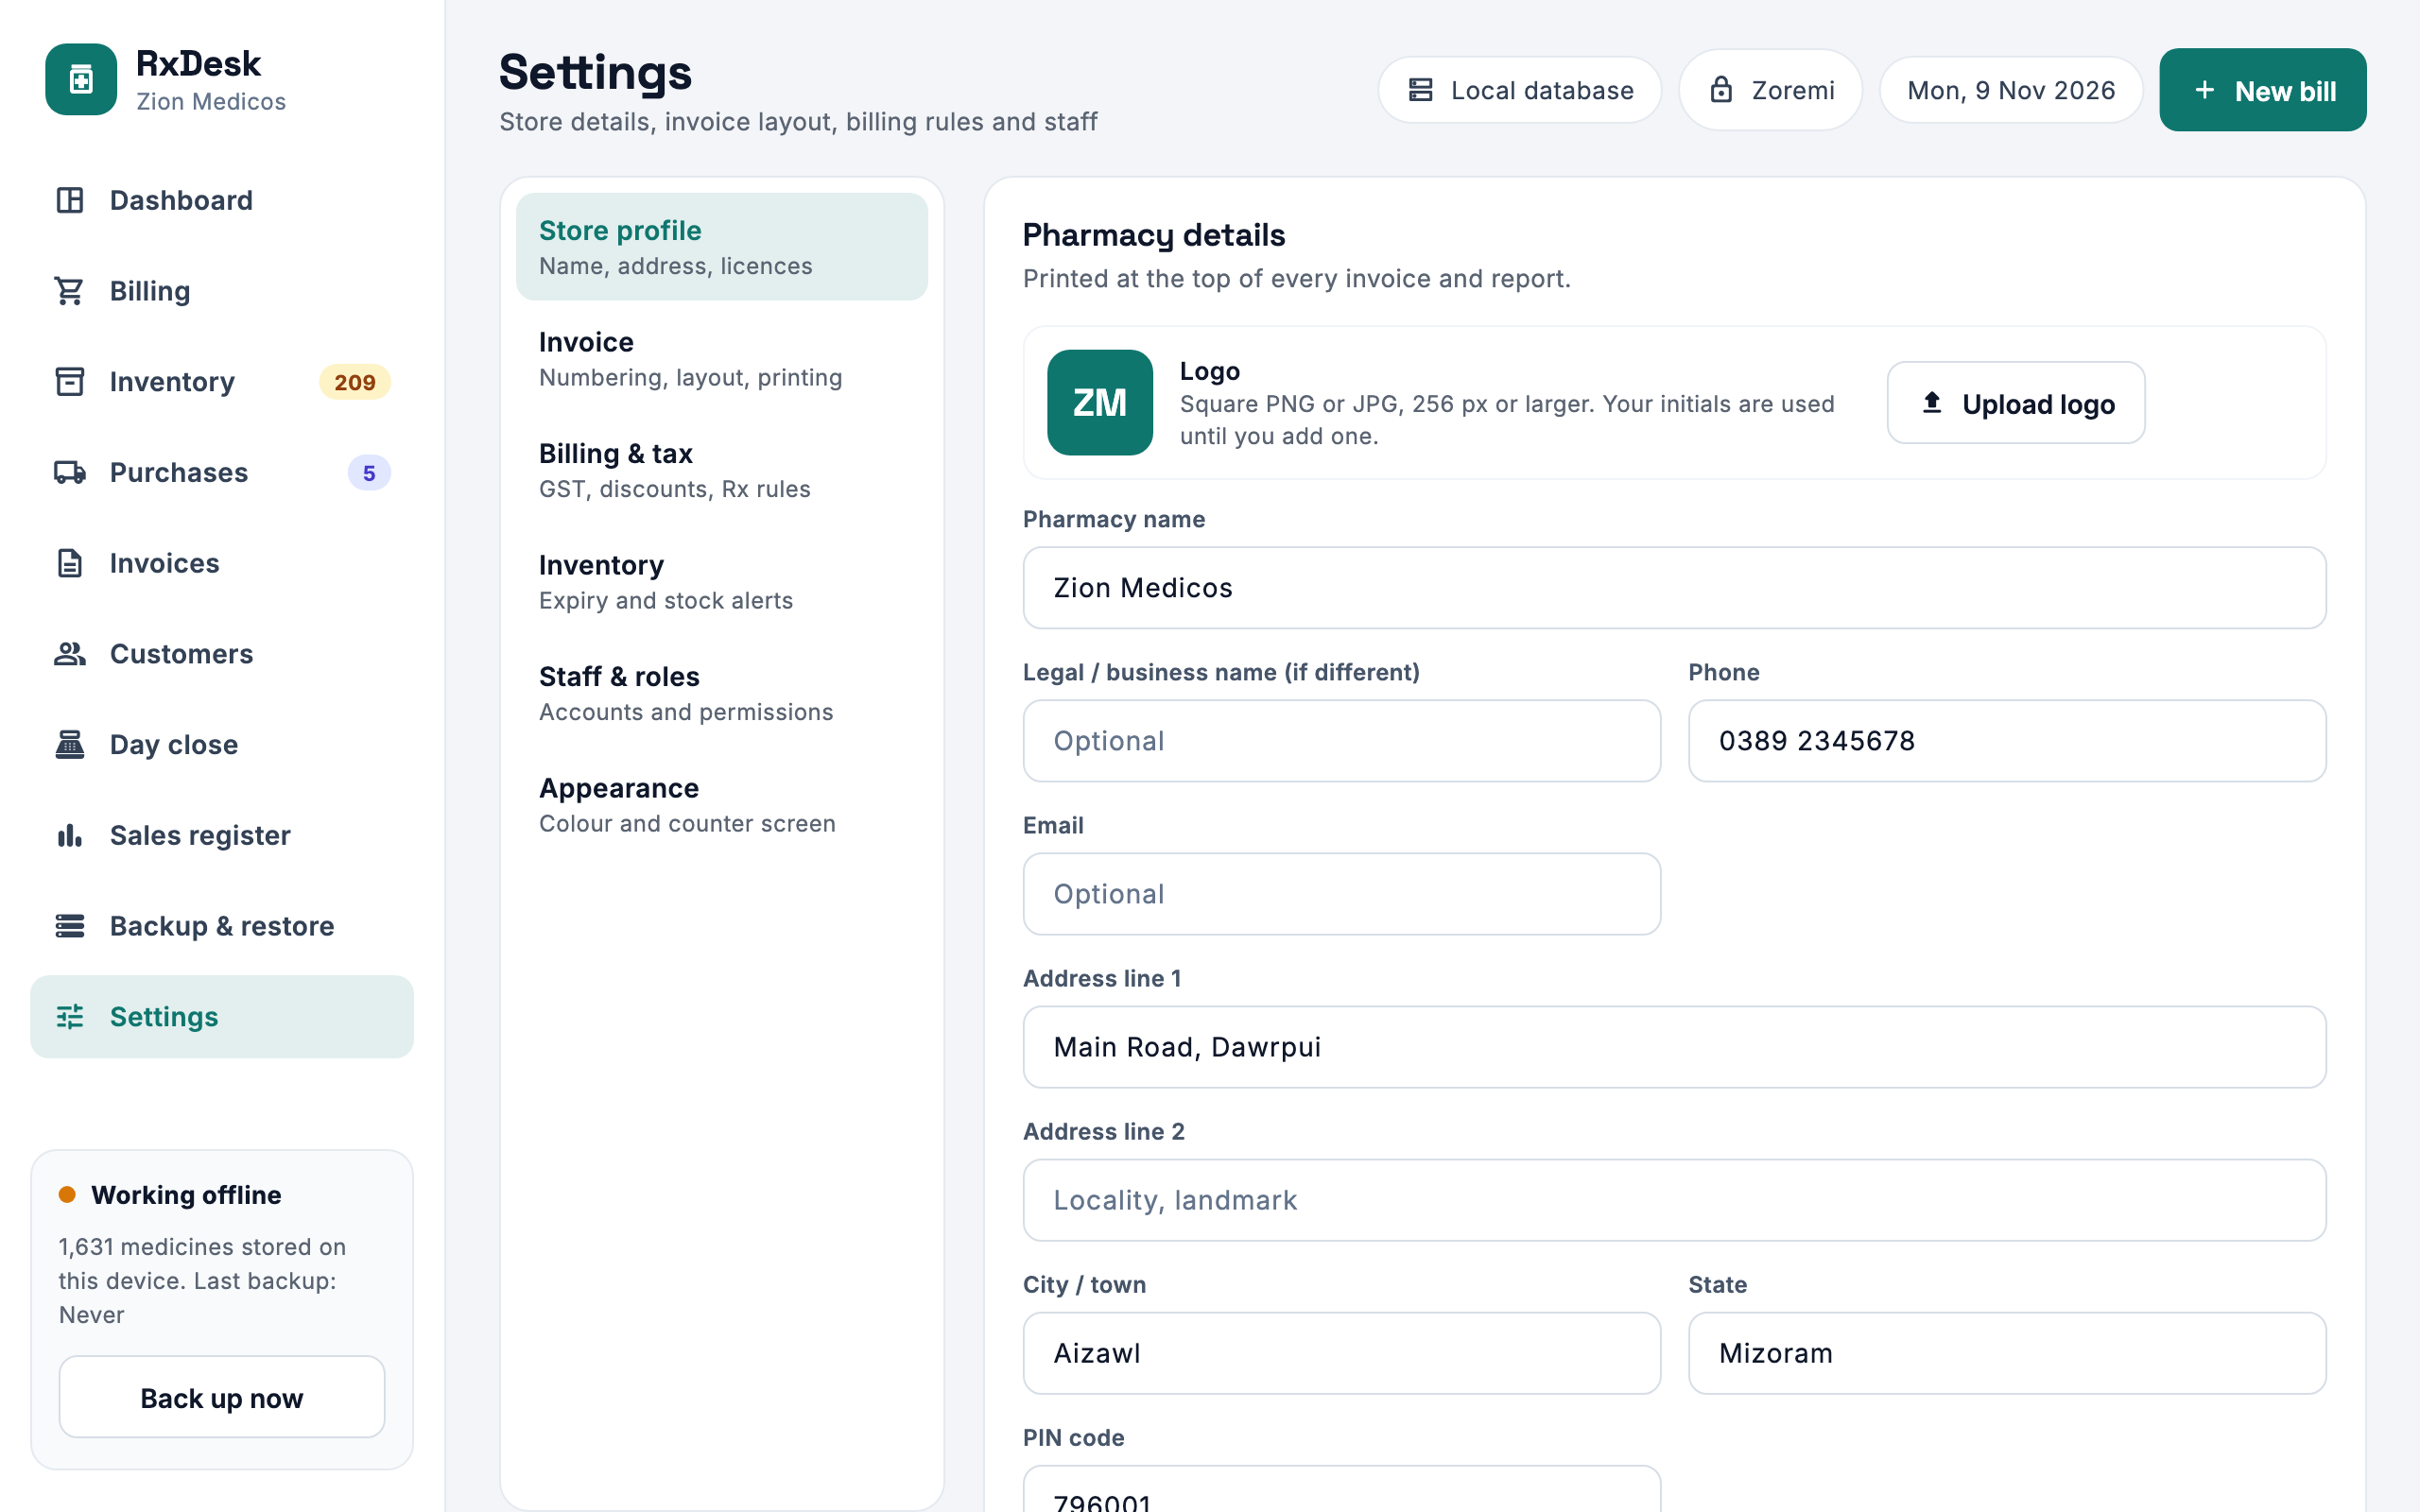 RxDesk
Zion Medicos
Dashboard
Billing
Inventory 209
Purchases 5
Invoices
Customers
Day close
Sales register
Backup & restore
Settings
Working offline
1,631 medicines stored on
this device. Last backup:
Never
Back up now
Settings
Store details, invoice layout, billing rules and staff
Local database
Zoremi
Mon, 9 Nov 2026
+ New bill
Store profile
Name, address, licences
Invoice
Numbering, layout, printing
Billing & tax
GST, discounts, Rx rules
Inventory
Expiry and stock alerts
Staff & roles
Accounts and permissions
Appearance
Colour and counter screen
Pharmacy details
Printed at the top of every invoice and report.
ZM
Logo
Square PNG or JPG, 256 px or larger. Your initials are used
until you add one.
Upload logo
Pharmacy name
Zion Medicos
Legal / business name (if different)
Optional
Phone
0389 2345678
Email
Optional
Address line 1
Main Road, Dawrpui
Address line 2
Locality, landmark
City / town
Aizawl
State
Mizoram
PIN code
796001